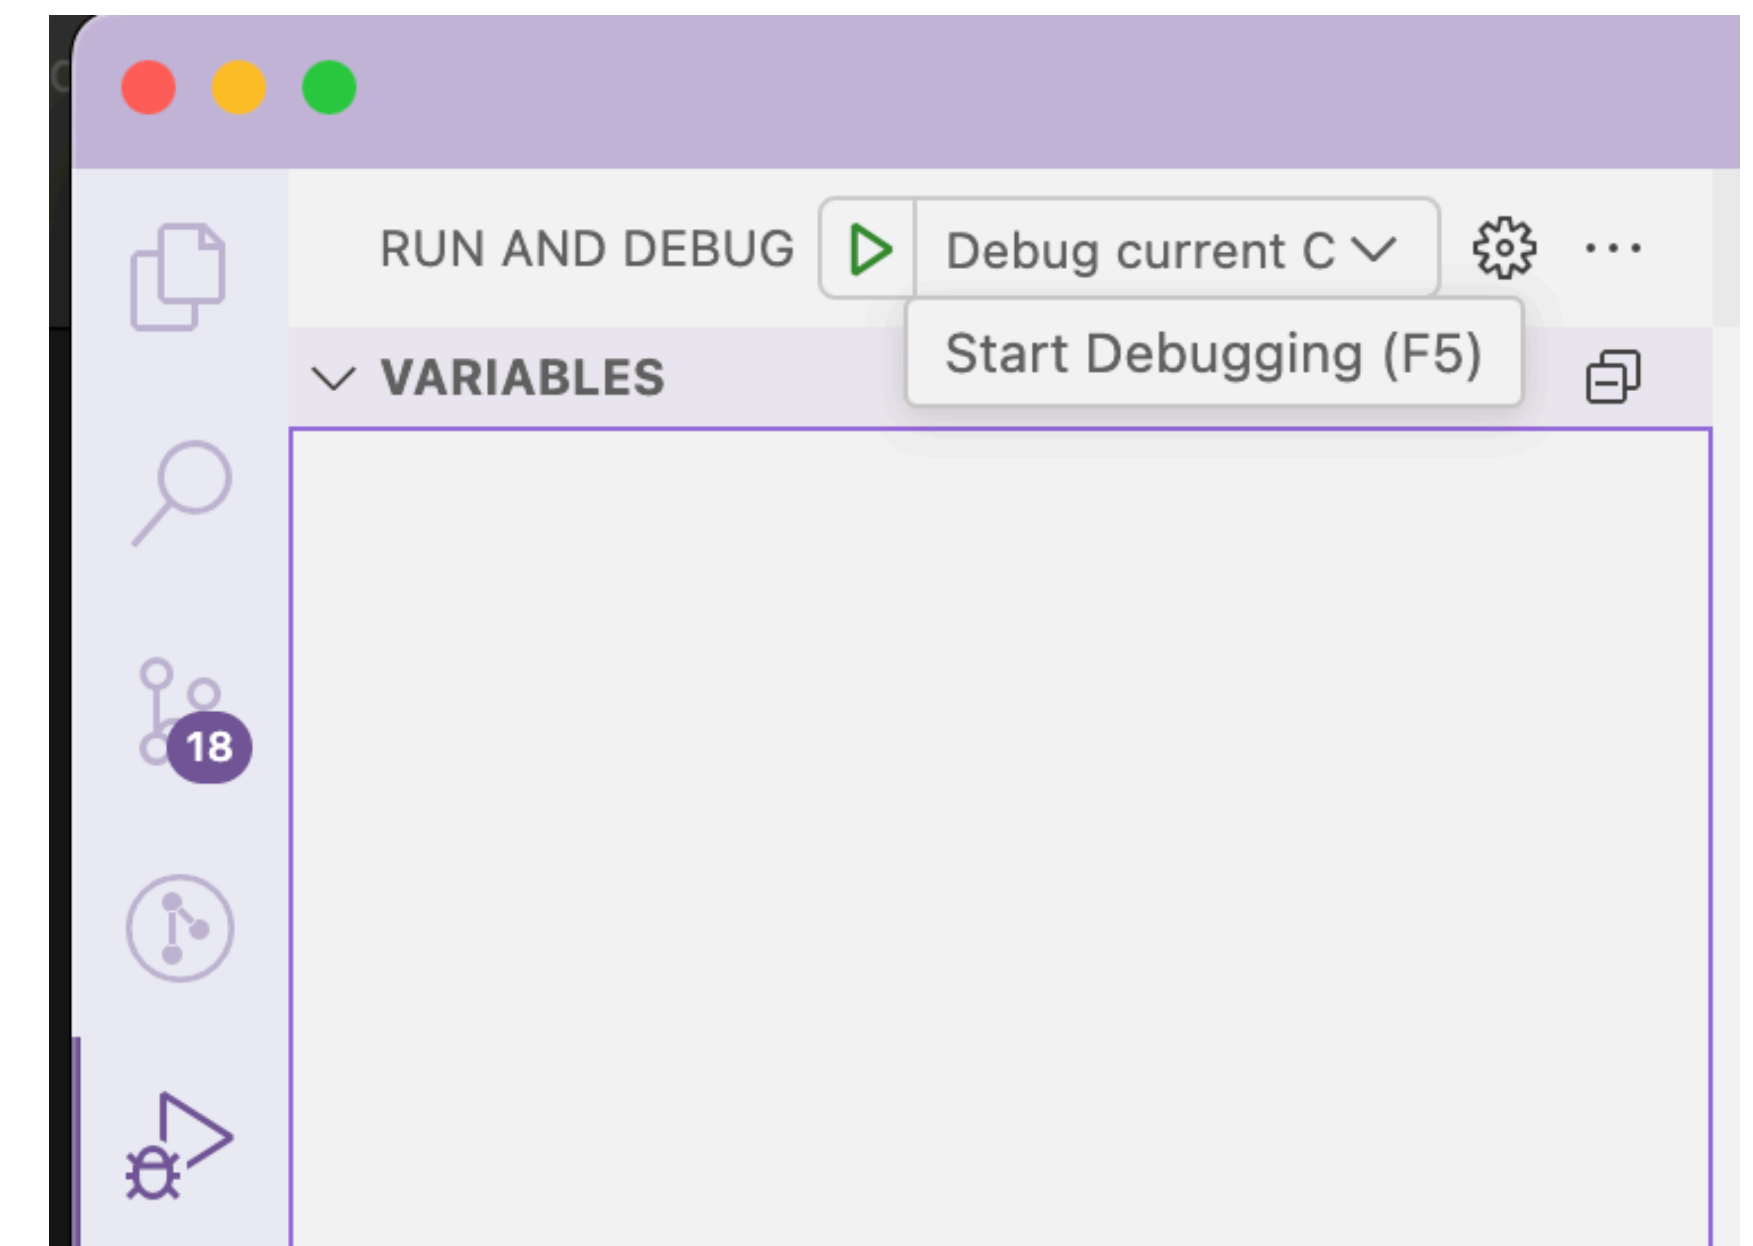 RUN AND DEBUG Debug current C
Start Debugging (F5)
VARIABLES
18